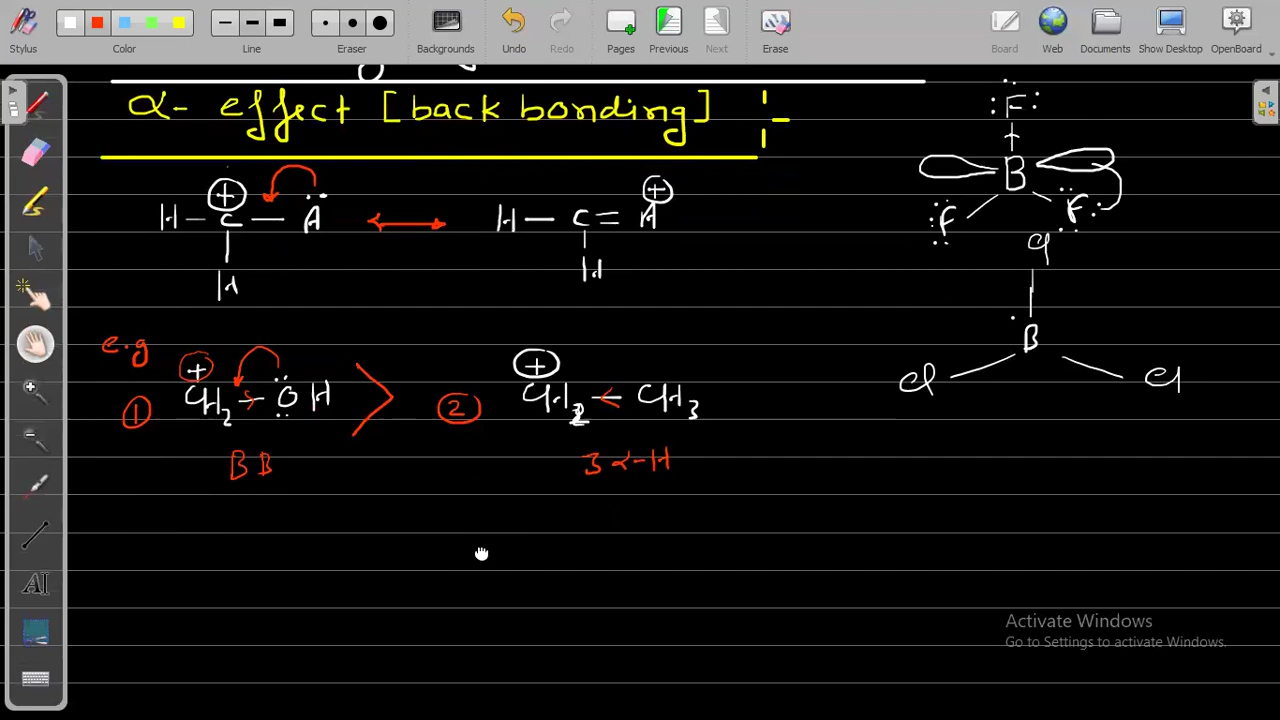 Stylus Color Line Eraser Backgrounds Undo Redo Pages Previous Next Erase Board Web Documents Show Desktop OpenBoard
α- effect [back bonding] :-
H - C - A ↔ H - C = A
H H
+ + +
e.g
① CH2 - OH > ② CH2 - CH3
+ +
BB 3 α-H
F
B
F F
Cl
B
Cl Cl
AI
Activate Windows
Go to Settings to activate Windows.